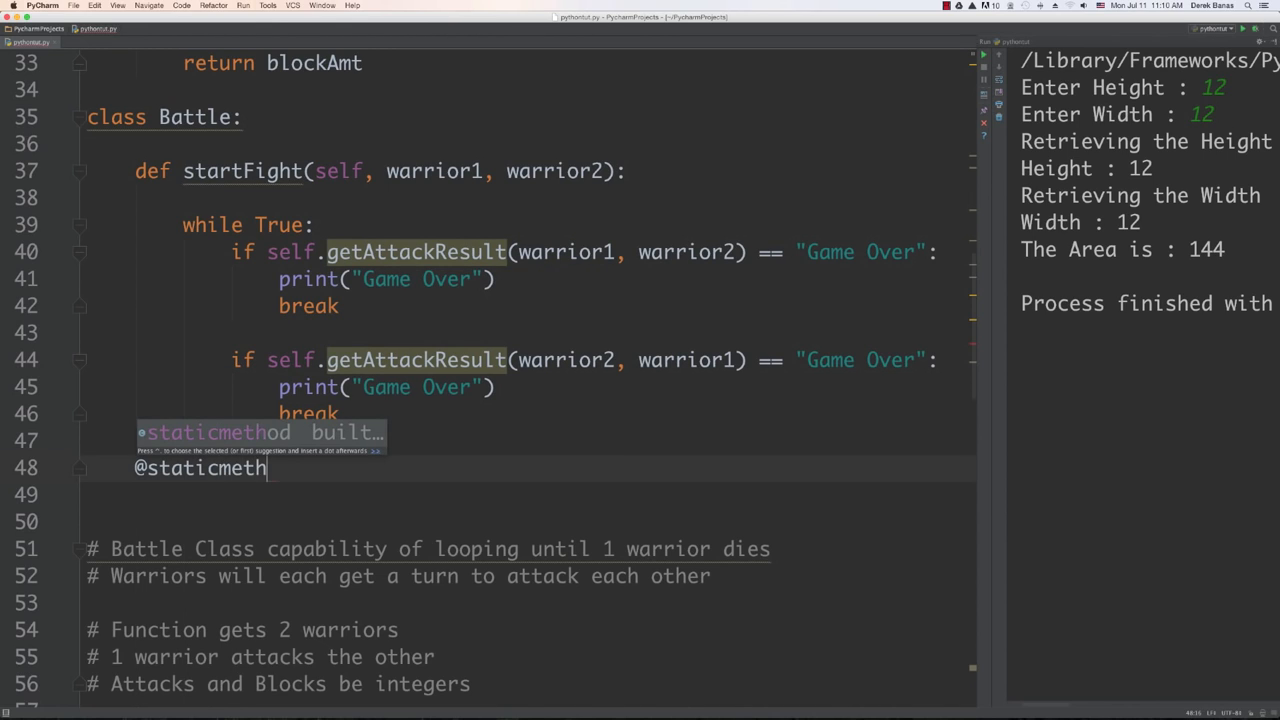 PyCharm File Edit View Navigate Code Refactor Run Tools VCS Window Help 10 Mon Jul 11 11:10 AM Derek Banas
pythontut.py - PycharmProjects - [~/PycharmProjects]
PycharmProjects pythontut.py pythontut
pythontut.py Run pythontut
33 return blockAmt
34
35 class Battle:
36
37 def startFight(self, warrior1, warrior2):
38
39 while True:
40 if self.getAttackResult(warrior1, warrior2) == "Game Over":
41 print("Game Over")
42 break
43
44 if self.getAttackResult(warrior2, warrior1) == "Game Over":
45 print("Game Over")
46 break
staticmethod built…
47
Press ^. to choose the selected (or first) suggestion and insert a dot afterwards >>
48 @staticmeth
49
50
51 # Battle Class capability of looping until 1 warrior dies
52 # Warriors will each get a turn to attack each other
53
54 # Function gets 2 warriors
55 # 1 warrior attacks the other
56 # Attacks and Blocks be integers
/Library/Frameworks/Py
Enter Height : 12
Enter Width : 12
Retrieving the Height
Height : 12
Retrieving the Width
Width : 12
The Area is : 144
Process finished with
48:16 LF÷ UTF-8÷